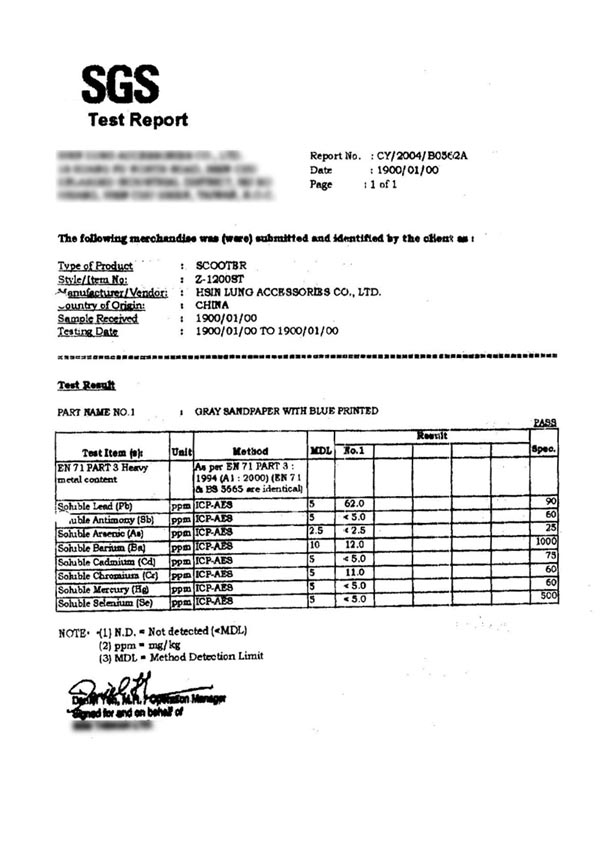 SGS
Test Report
Report No. : CY/2004/B0362A
Date : 1900/01/00
Page : 1 of 1
The following merchandise was (were) submitted and identified by the client as :
Type of Product : SCOOTER
Style/Item No: : Z-1200ST
Manufacturer/Vendor: : HSIN LUNG ACCESSORIES CO., LTD.
Country of Origin: : CHINA
Sample Received : 1900/01/00
Testing Date : 1900/01/00 TO 1900/01/00
Test Result
PART NAME NO.1 : GRAY SANDPAPER WITH BLUE PRINTED
PASS
Result
Test Item (s): Unit Method MDL No.1 Spec.
EN 71 PART 3 Heavy As per EN 71 PART 3 :
metal content 1994 (A1 : 2000) (EN 71
& BS 5665 are identical)
Soluble Lead (Pb) ppm ICP-AES 5 62.0 90
uble Antimony (Sb) ppm ICP-AES 5 < 5.0 60
Soluble Arsenic (As) ppm ICP-AES 2.5 < 2.5 25
Soluble Barium (Ba) ppm ICP-AES 10 12.0 1000
Soluble Cadmium (Cd) ppm ICP-AES 5 < 5.0 75
Soluble Chromium (Cr) ppm ICP-AES 5 11.0 60
Soluble Mercury (Hg) ppm ICP-AES 5 < 5.0 60
Soluble Selenium (Se) ppm ICP-AES 5 < 5.0 500
NOTE: (1) N.D. = Not detected (<MDL)
(2) ppm = mg/kg
(3) MDL = Method Detection Limit
Operation Manager
Signed for and on behalf of